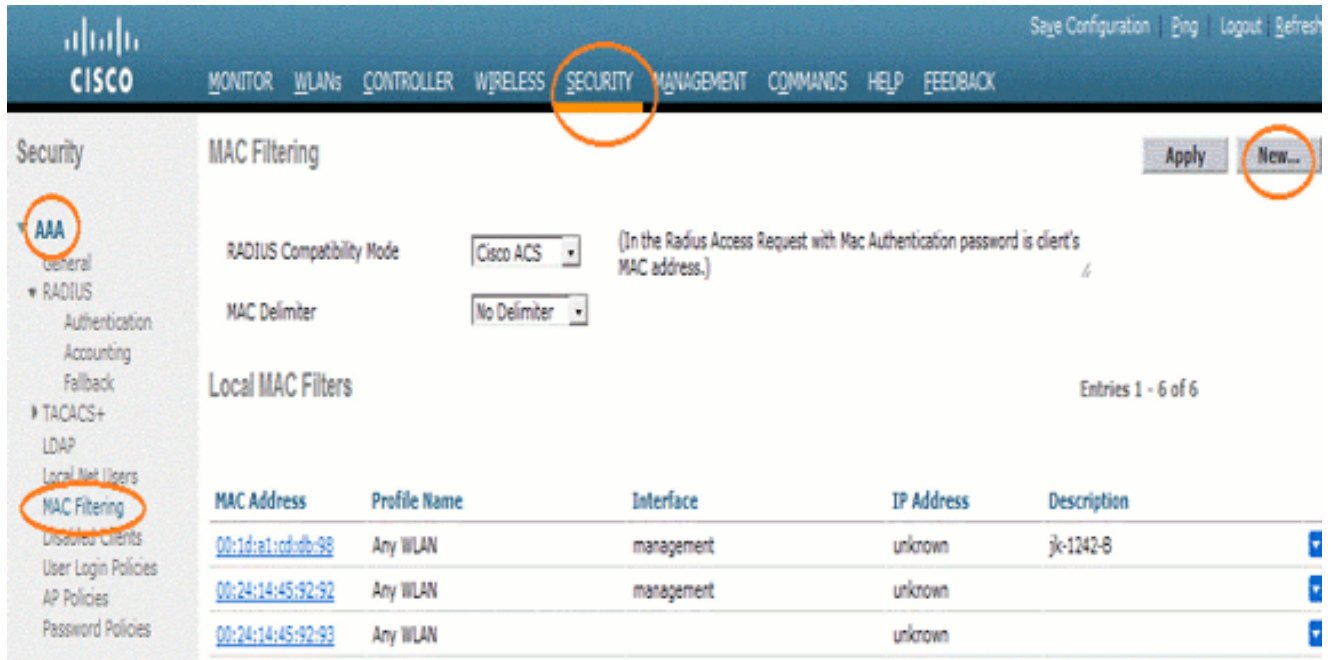 Save Configuration | Ping | Logout | Refresh
CISCO
MONITOR WLANs CONTROLLER WIRELESS SECURITY MANAGEMENT COMMANDS HELP FEEDBACK
Security
AAA
General
RADIUS
Authentication
Accounting
Fallback
TACACS+
LDAP
Local Net Users
MAC Filtering
Disabled Clients
User Login Policies
AP Policies
Password Policies
MAC Filtering
Apply
New...
RADIUS Compatibility Mode
Cisco ACS
(In the Radius Access Request with Mac Authentication password is client's
MAC address.)
MAC Delimiter
No Delimiter
Local MAC Filters
Entries 1 - 6 of 6
MAC Address Profile Name Interface IP Address Description
00:1d:a1:cd:db:98 Any WLAN management unknown jk-1242-B
00:24:14:45:92:92 Any WLAN management unknown
00:24:14:45:92:93 Any WLAN unknown